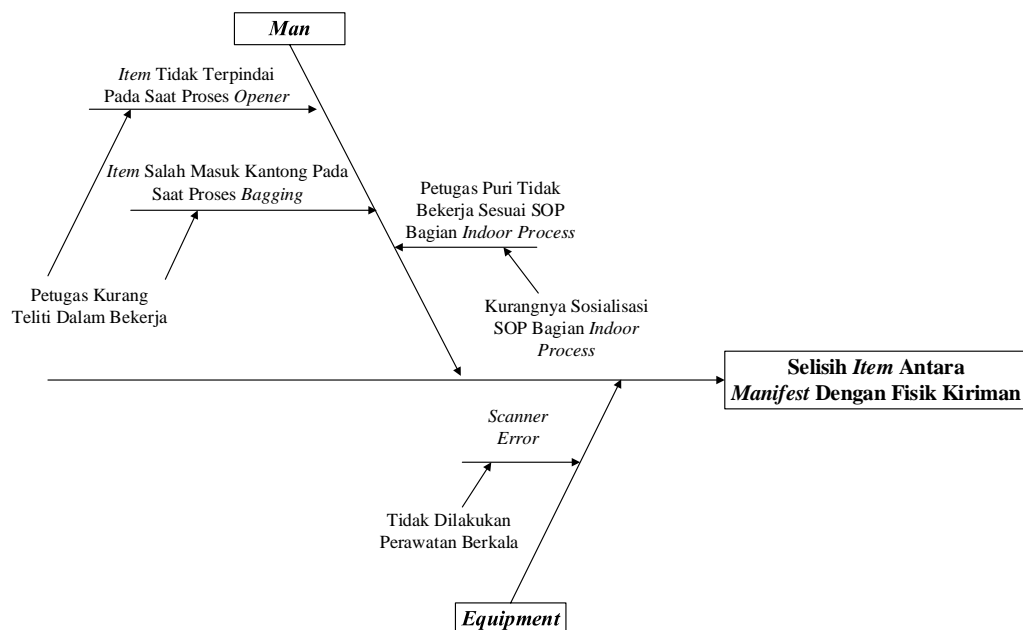 Man
Item Tidak Terpindai
Pada Saat Proses Opener
Item Salah Masuk Kantong Pada
Saat Proses Bagging
Petugas Puri Tidak
Bekerja Sesuai SOP
Bagian Indoor Process
Petugas Kurang
Teliti Dalam Bekerja
Kurangnya Sosialisasi
SOP Bagian Indoor
Process
Selisih Item Antara
Manifest Dengan Fisik Kiriman
Scanner
Error
Tidak Dilakukan
Perawatan Berkala
Equipment